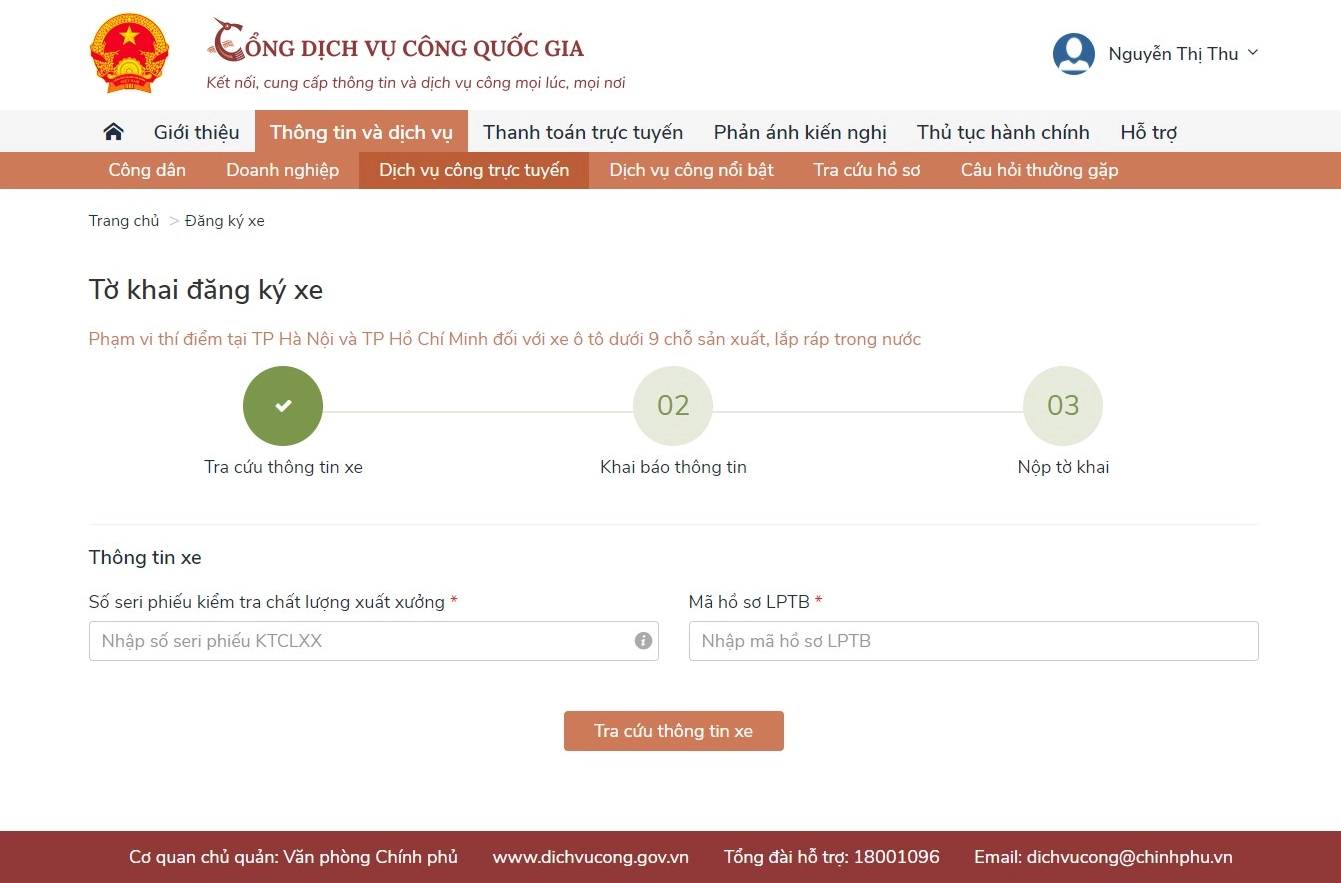 CỔNG DỊCH VỤ CÔNG QUỐC GIA
Kết nối, cung cấp thông tin và dịch vụ công mọi lúc, mọi nơi
Nguyễn Thị Thu
Giới thiệu Thông tin và dịch vụ Thanh toán trực tuyến Phản ánh kiến nghị Thủ tục hành chính Hỗ trợ
Công dân Doanh nghiệp Dịch vụ công trực tuyến Dịch vụ công nổi bật Tra cứu hồ sơ Câu hỏi thường gặp
Trang chủ > Đăng ký xe
Tờ khai đăng ký xe
Phạm vi thí điểm tại TP Hà Nội và TP Hồ Chí Minh đối với xe ô tô dưới 9 chỗ sản xuất, lắp ráp trong nước
02 03
Tra cứu thông tin xe Khai báo thông tin Nộp tờ khai
Thông tin xe
Số seri phiếu kiểm tra chất lượng xuất xưởng * Mã hồ sơ LPTB *
Nhập số seri phiếu KTCLXX Nhập mã hồ sơ LPTB
Tra cứu thông tin xe
Cơ quan chủ quản: Văn phòng Chính phủ www.dichvucong.gov.vn Tổng đài hỗ trợ: 18001096 Email: dichvucong@chinhphu.vn